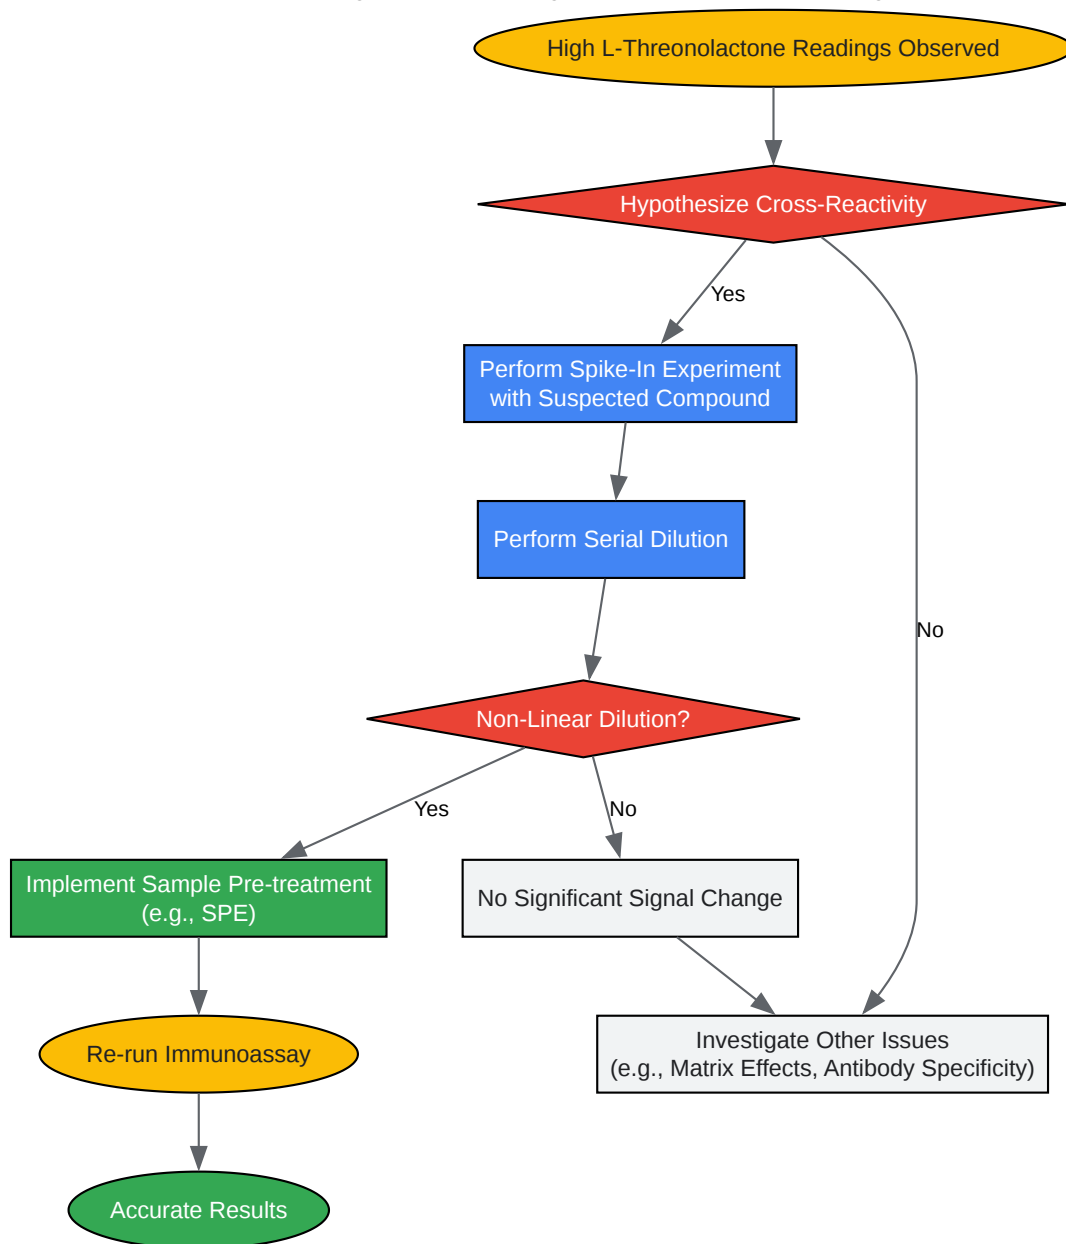 High L-Threonolactone Readings Observed
Hypothesize Cross-Reactivity
Yes
Perform Spike-In Experiment
with Suspected Compound
Perform Serial Dilution
No
Non-Linear Dilution?
Yes
No
Implement Sample Pre-treatment
(e.g., SPE)
No Significant Signal Change
Re-run Immunoassay
Investigate Other Issues
(e.g., Matrix Effects, Antibody Specificity)
Accurate Results